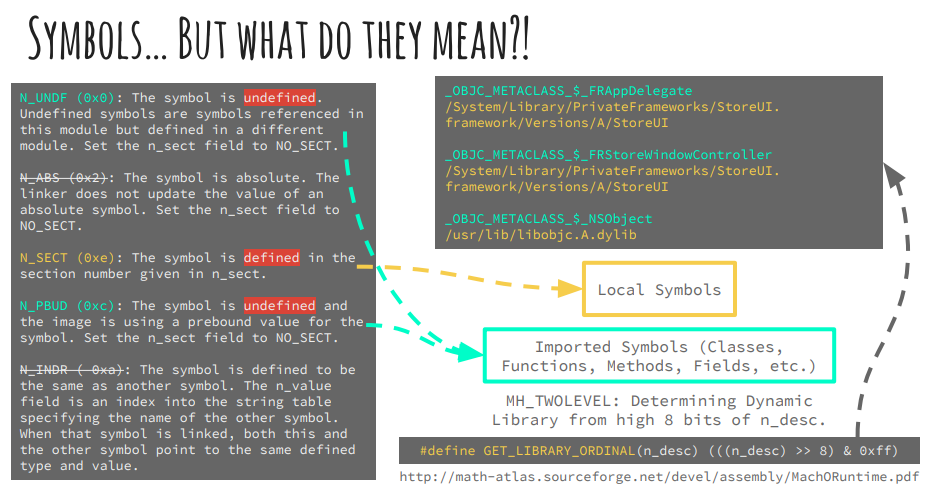 Symbols... But what do they mean?!
N_UNDF (0x0): The symbol is undefined.
Undefined symbols are symbols referenced in
this module but defined in a different
module. Set the n_sect field to NO_SECT.
N_ABS (0x2): The symbol is absolute. The
linker does not update the value of an
absolute symbol. Set the n_sect field to
NO_SECT.
N_SECT (0xe): The symbol is defined in the
section number given in n_sect.
N_PBUD (0xc): The symbol is undefined and
the image is using a prebound value for the
symbol. Set the n_sect field to NO_SECT.
N_INDR ( 0xa): The symbol is defined to be
the same as another symbol. The n_value
field is an index into the string table
specifying the name of the other symbol.
When that symbol is linked, both this and
the other symbol point to the same defined
type and value.
_OBJC_METACLASS_$_FRAppDelegate
/System/Library/PrivateFrameworks/StoreUI.
framework/Versions/A/StoreUI
_OBJC_METACLASS_$_FRStoreWindowController
/System/Library/PrivateFrameworks/StoreUI.
framework/Versions/A/StoreUI
_OBJC_METACLASS_$_NSObject
/usr/lib/libobjc.A.dylib
Local Symbols
Imported Symbols (Classes,
Functions, Methods, Fields, etc.)
MH_TWOLEVEL: Determining Dynamic
Library from high 8 bits of n_desc.
#define GET_LIBRARY_ORDINAL(n_desc) (((n_desc) >> 8) & 0xff)
http://math-atlas.sourceforge.net/devel/assembly/MachORuntime.pdf